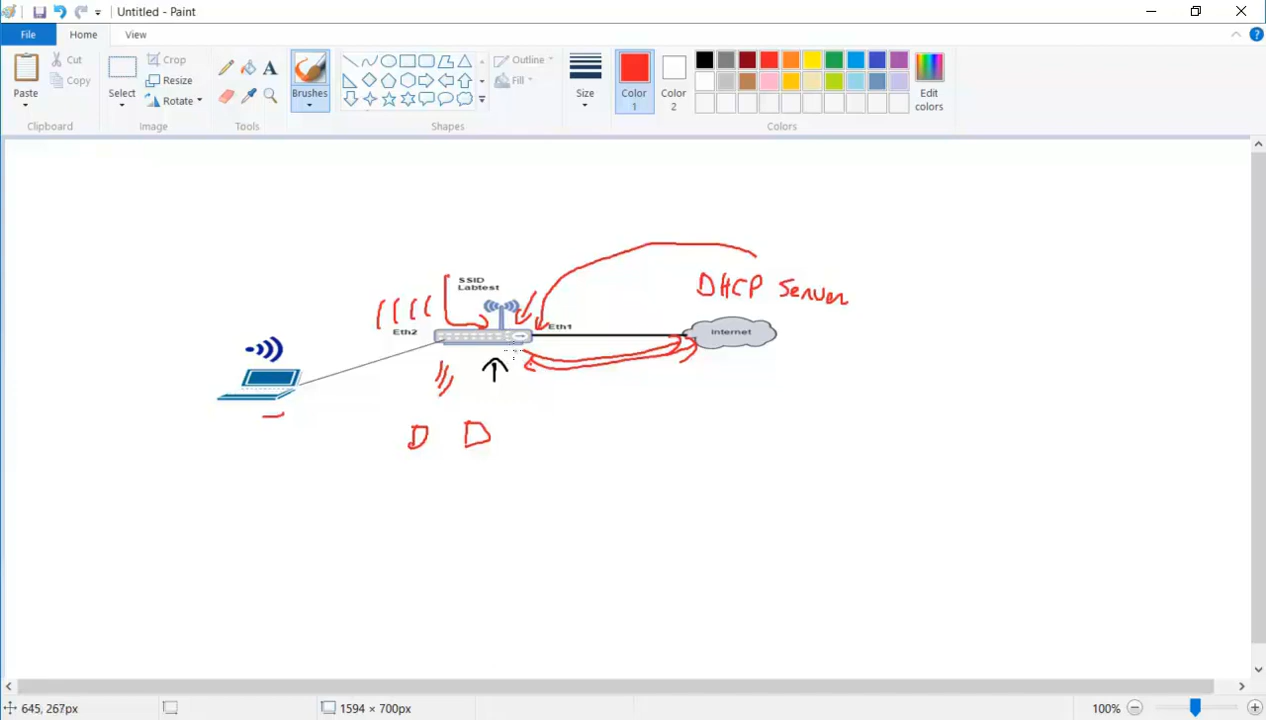 Untitled - Paint
File
Home
View
Paste
Cut
Copy
Clipboard
Select
Crop
Resize
Rotate
Image
Tools
Brushes
Outline
Fill
Shapes
Size
Color 1
Color 2
Edit colors
Colors
SSID
Labtest
DHCP Server
Eth2
Eth1
Internet
D D
645, 267px
1594 × 700px
100%